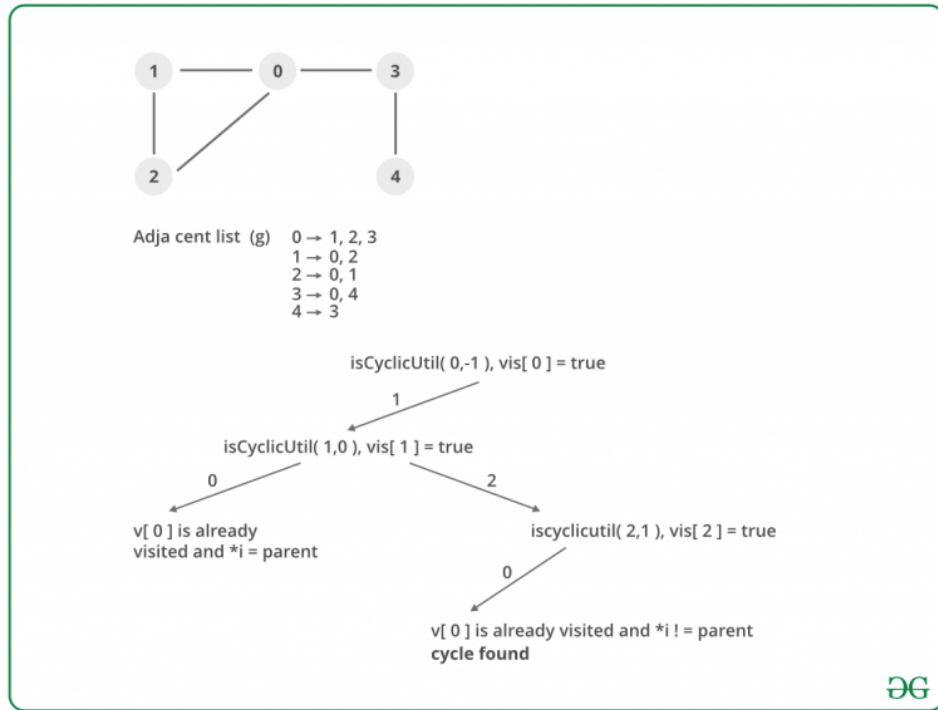 1 0 3
2 4
Adja cent list (g) 0 → 1, 2, 3
1 → 0, 2
2 → 0, 1
3 → 0, 4
4 → 3
isCyclicUtil( 0,-1 ), vis[ 0 ] = true
1
isCyclicUtil( 1,0 ), vis[ 1 ] = true
0 2
v[ 0 ] is already
visited and *i = parent
iscyclicutil( 2,1 ), vis[ 2 ] = true
0
v[ 0 ] is already visited and *i ! = parent
cycle found